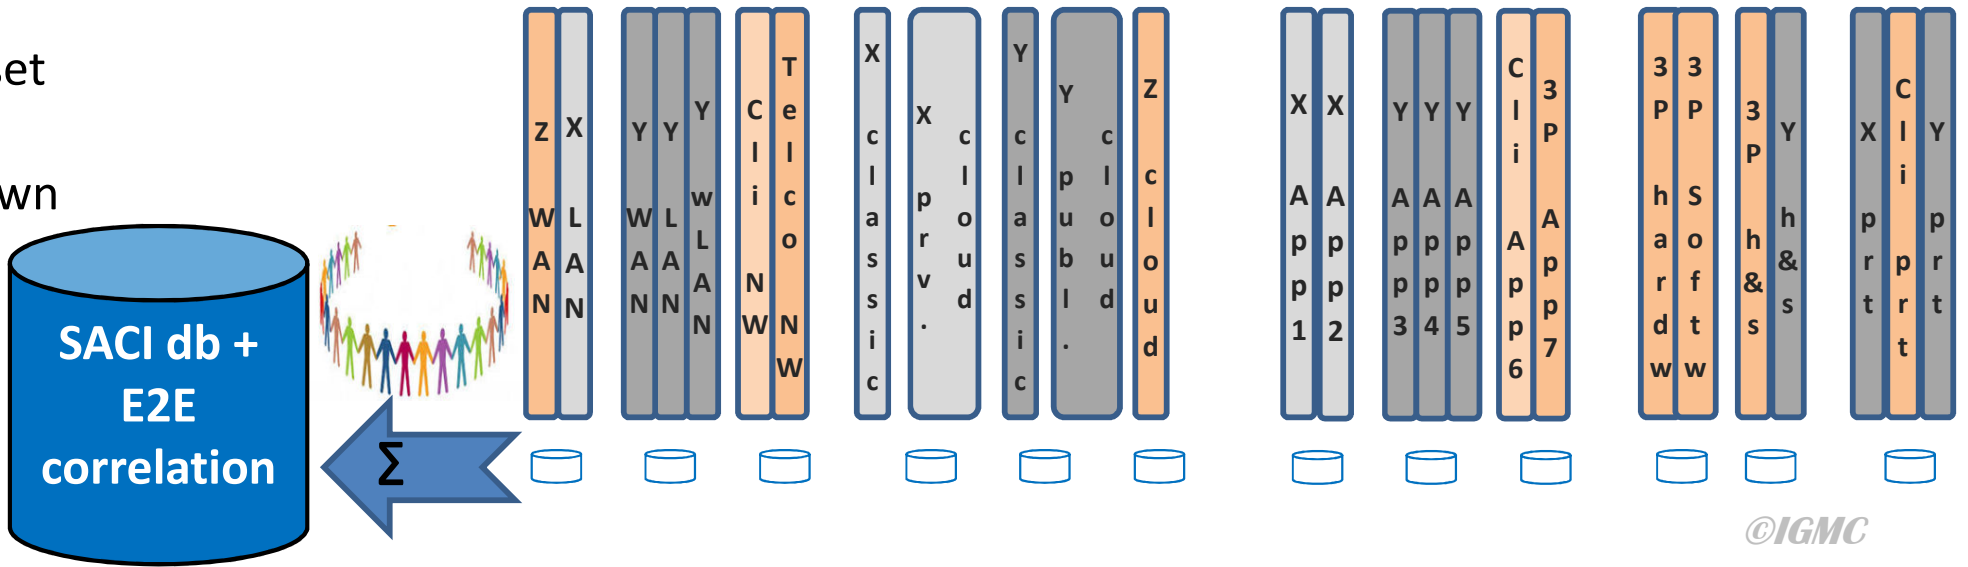 set
wn
SACI db +
E2E
correlation
Σ
Z WAN
X LAN
Y WAN
Y LAN
Y wLAN
Cli NW
Telco NW
X classic
X prv. cloud
Y classic
Y publ. cloud
Z cloud
X App1
X App2
Y App3
Y App4
Y App5
Cli App6
3P App7
3P hardw
3P Softw
3P h&s
Y h&s
X prt
Cli prt
Y prt
©IGMC